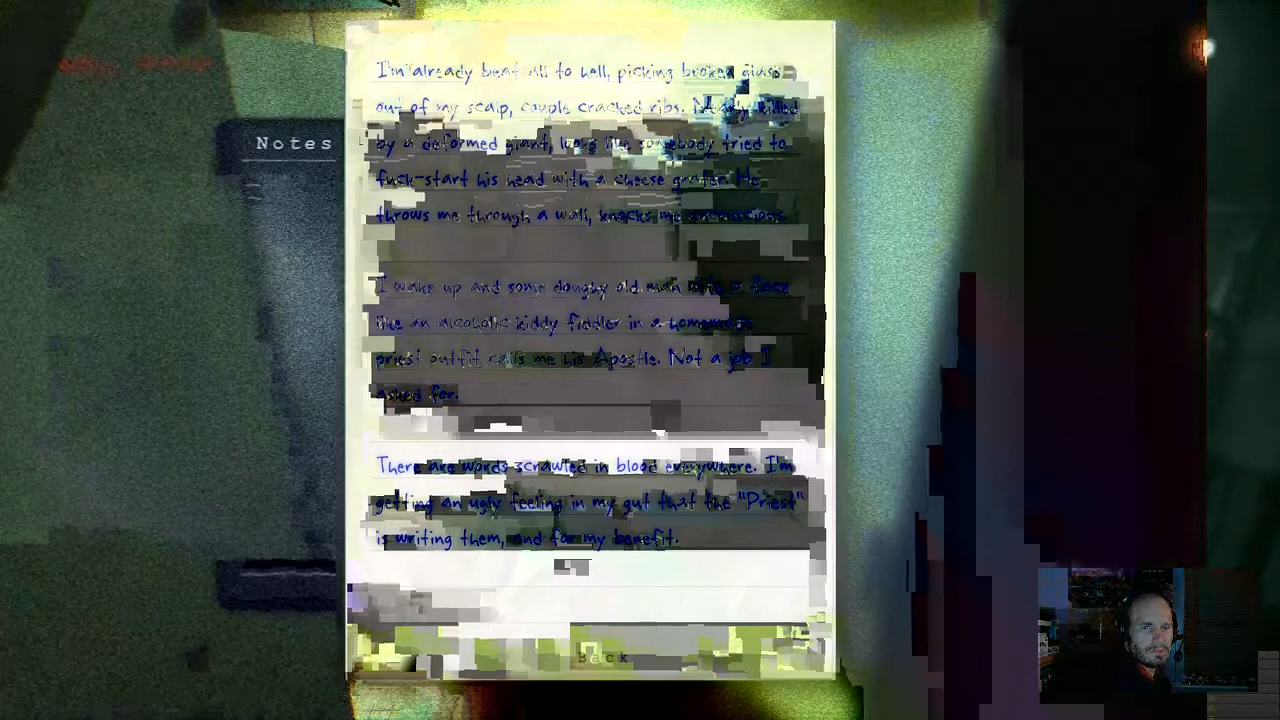 Notes
I'm already beat all to hell, picking broken glass
out of my scalp, couple cracked ribs. Nearly killed
by a deformed giant, looks like somebody tried to
fuck-start his head with a cheese grater. He
throws me through a wall, knocks me unconscious.
I wake up and some doughy old man with a face
like an alcoholic kiddy fiddler in a homemade
priest outfit calls me his Apostle. Not a job I
asked for.
There are words scrawled in blood everywhere. I'm
getting an ugly feeling in my gut that the "Priest"
is writing them, and for my benefit.
Back